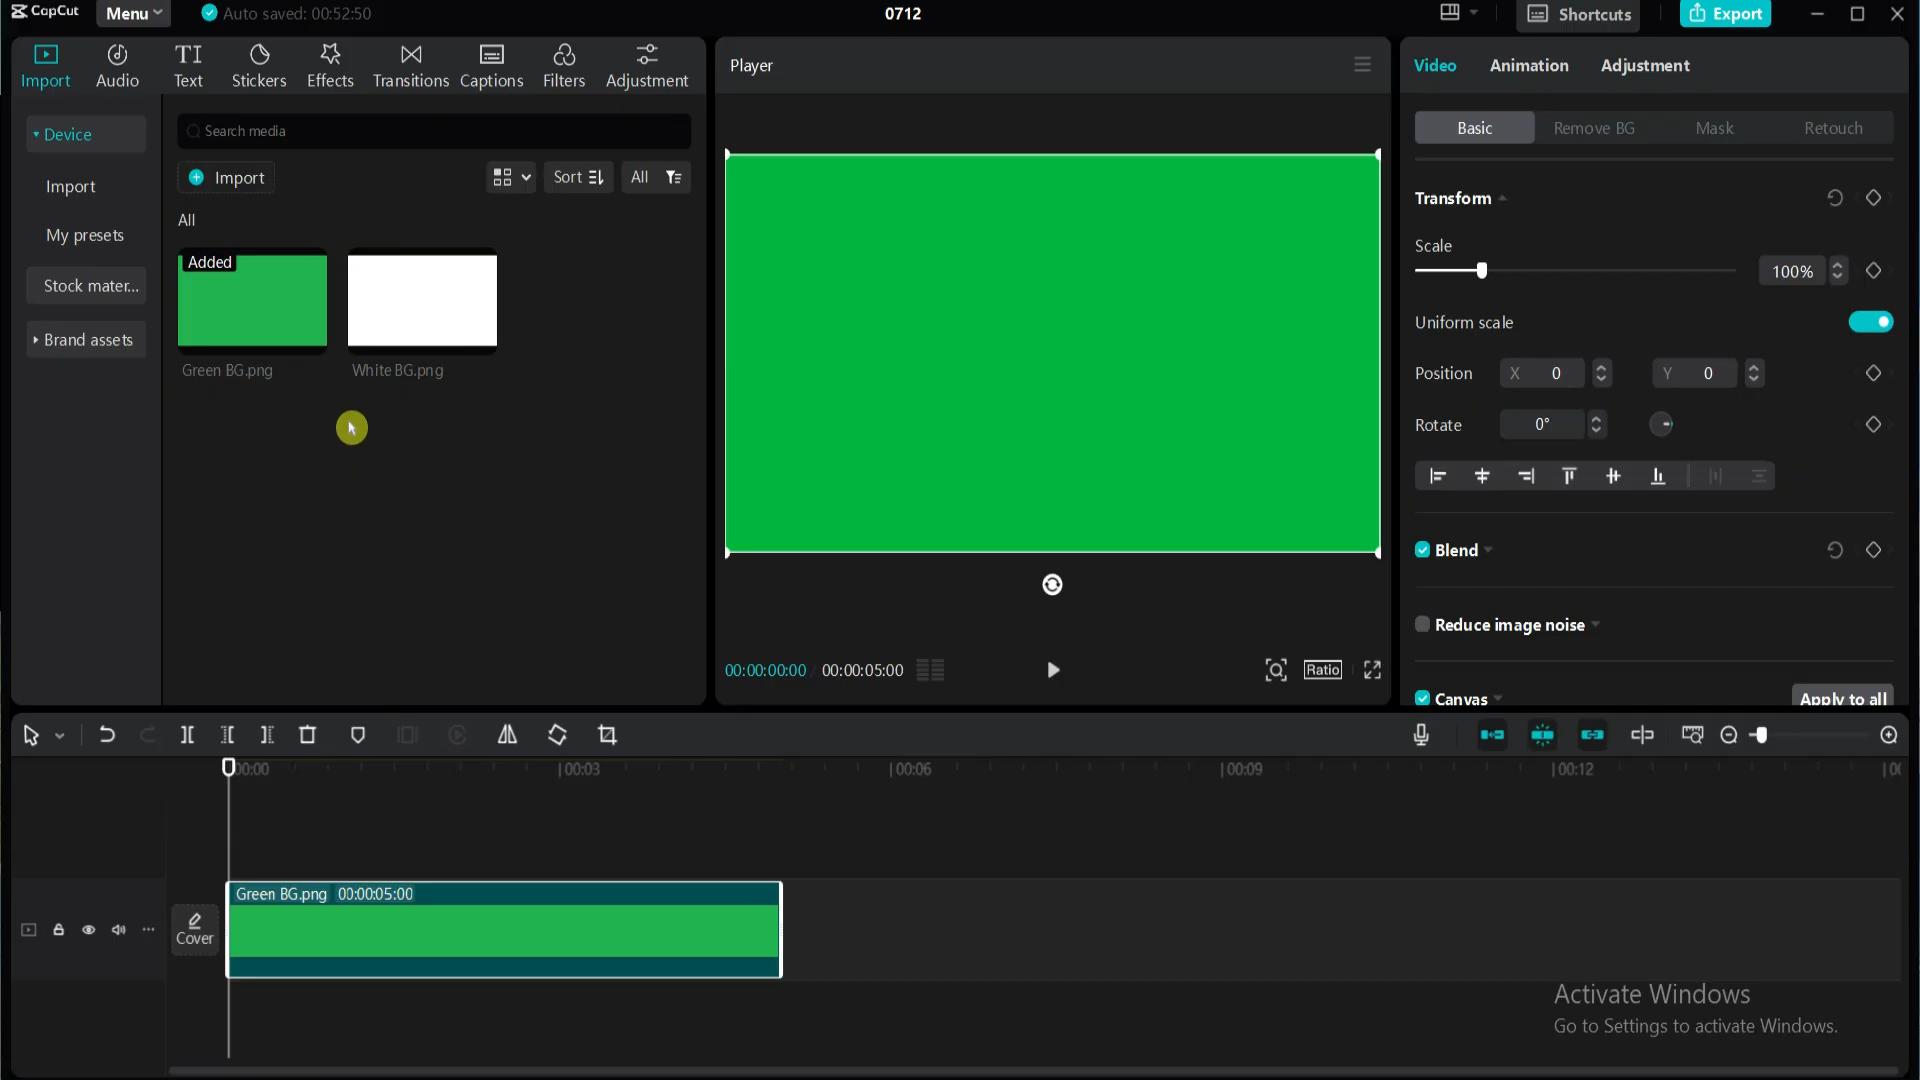 CapCut
Menu
Auto saved: 00:52:50
0712
Shortcuts
Export
Import
Audio
Text
Stickers
Effects
Transitions
Captions
Filters
Adjustment
Player
Video
Animation
Adjustment
Device
Import
My presets
Stock mater...
Brand assets
Search media
Import
Sort
All
All
Added
Green BG.png
White BG.png
00:00:00:00 / 00:00:05:00
Ratio
Basic
Remove BG
Mask
Retouch
Transform
Scale
100%
Uniform scale
Position
X 0
Y 0
Rotate
0°
Blend
Reduce image noise
Canvas
Apply to all
00:00
00:03
00:06
00:09
00:12
Green BG.png 00:00:05:00
Cover
Activate Windows
Go to Settings to activate Windows.